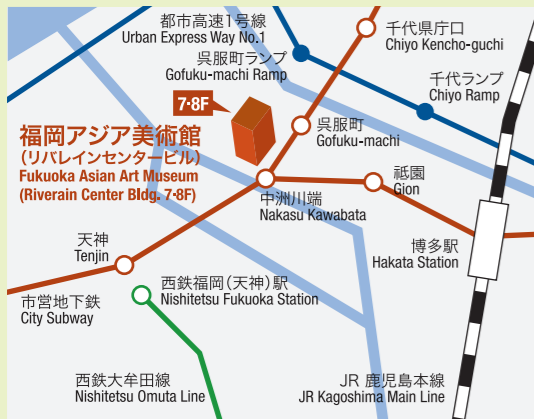 都市高速1号線
Urban Express Way No.1
呉服町ランプ
Gofuku-machi Ramp
千代県庁口
Chiyo Kencho-guchi
千代ランプ
Chiyo Ramp
7·8F
呉服町
Gofuku-machi
福岡アジア美術館
(リバレインセンタービル)
Fukuoka Asian Art Museum
(Riverain Center Bldg. 7·8F)
中洲川端
Nakasu Kawabata
祇園
Gion
天神
Tenjin
博多駅
Hakata Station
西鉄福岡(天神)駅
Nishitetsu Fukuoka Station
市営地下鉄
City Subway
西鉄大牟田線
Nishitetsu Omuta Line
JR 鹿児島本線
JR Kagoshima Main Line